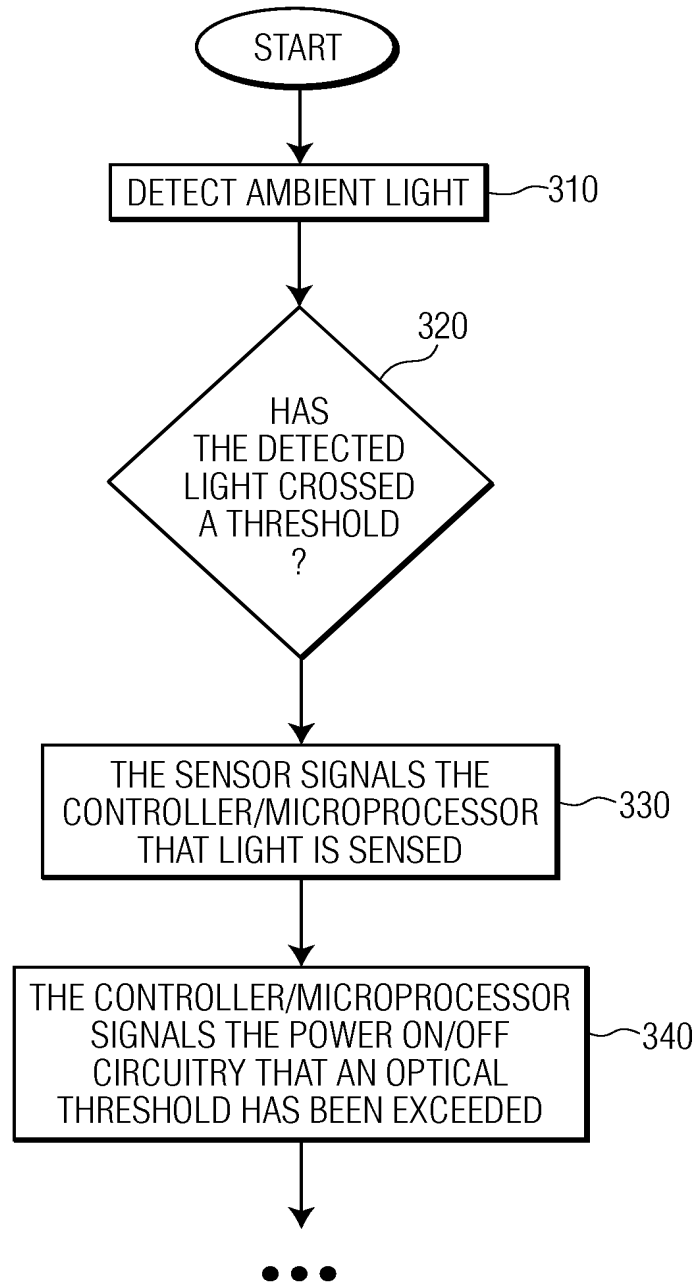 START
DETECT AMBIENT LIGHT
310
320
HAS
THE DETECTED
LIGHT CROSSED
A THRESHOLD
?
THE SENSOR SIGNALS THE
CONTROLLER/MICROPROCESSOR
THAT LIGHT IS SENSED
330
THE CONTROLLER/MICROPROCESSOR
SIGNALS THE POWER ON/OFF
CIRCUITRY THAT AN OPTICAL
THRESHOLD HAS BEEN EXCEEDED
340
•••